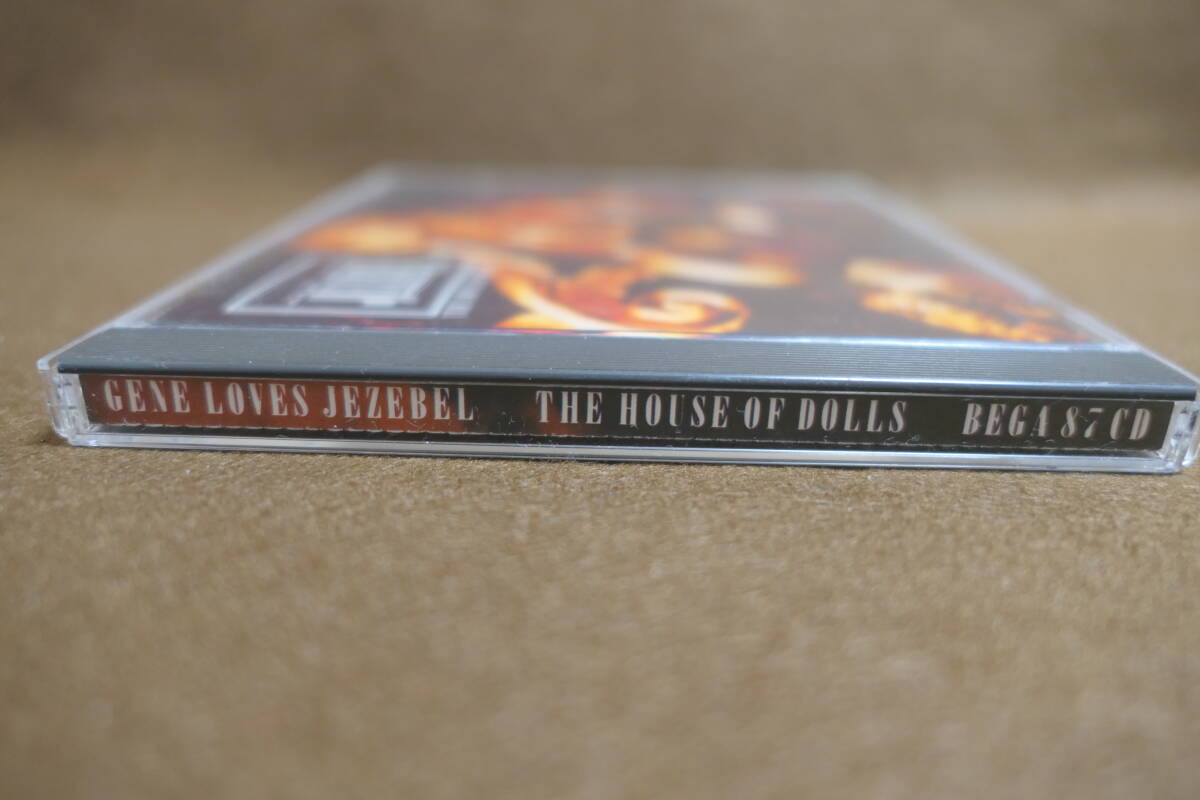 GENE LOVES JEZEBEL THE HOUSE OF DOLLS BEGA 87 CD